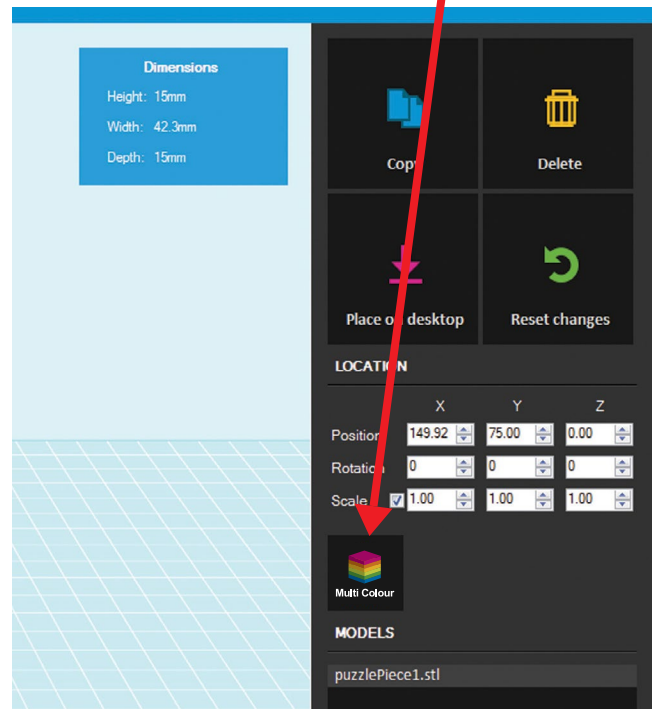 Dimensions
Height: 15mm
Width: 42.3mm
Depth: 15mm
Copy
Delete
Place on desktop
Reset changes
LOCATION
X Y Z
Position 149.92 75.00 0.00
Rotation 0 0 0
Scale 1.00 1.00 1.00
Multi Colour
MODELS
puzzlePiece1.stl